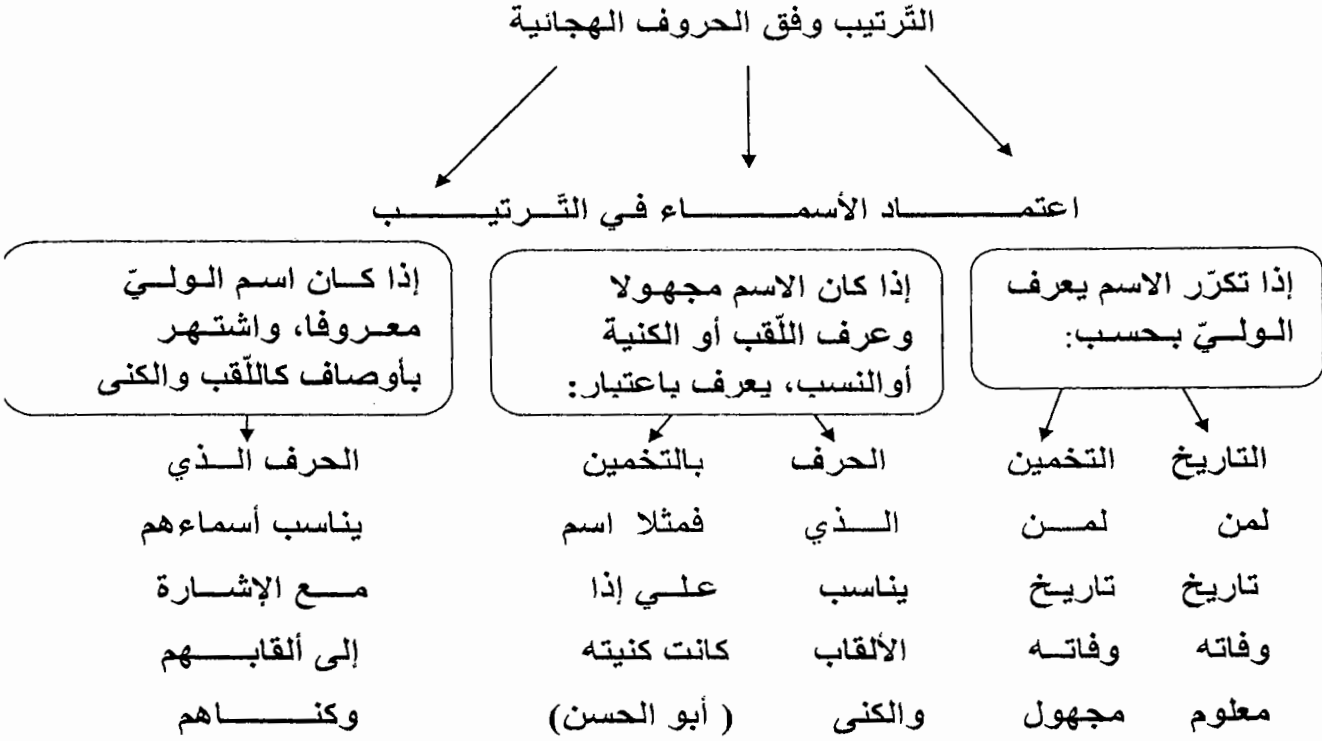 التَّرتيب وفق الحروف الهجائية
اعتماد الأسماء في التَّرتيب
إذا تكرّر الاسم يعرف
الوليّ بحسب:
إذا كان الاسم مجهولا
وعرف اللّقب أو الكنية
أوالنسب، يعرف باعتبار:
إذا كان اسم الوليّ
معروفا، واشتهر
بأوصاف كاللّقب والكنى
التاريخ
لمن
تاريخ
وفاته
معلوم
التخمين
لمن
تاريخ
وفاته
مجهول
الحرف
الذي
يناسب
الألقاب
والكنى
بالتخمين
فمثلا اسم
علي إذا
كانت كنيته
( أبو الحسن)
الحرف الذي
يناسب أسماءهم
مع الإشارة
إلى ألقابهم
وكناهم